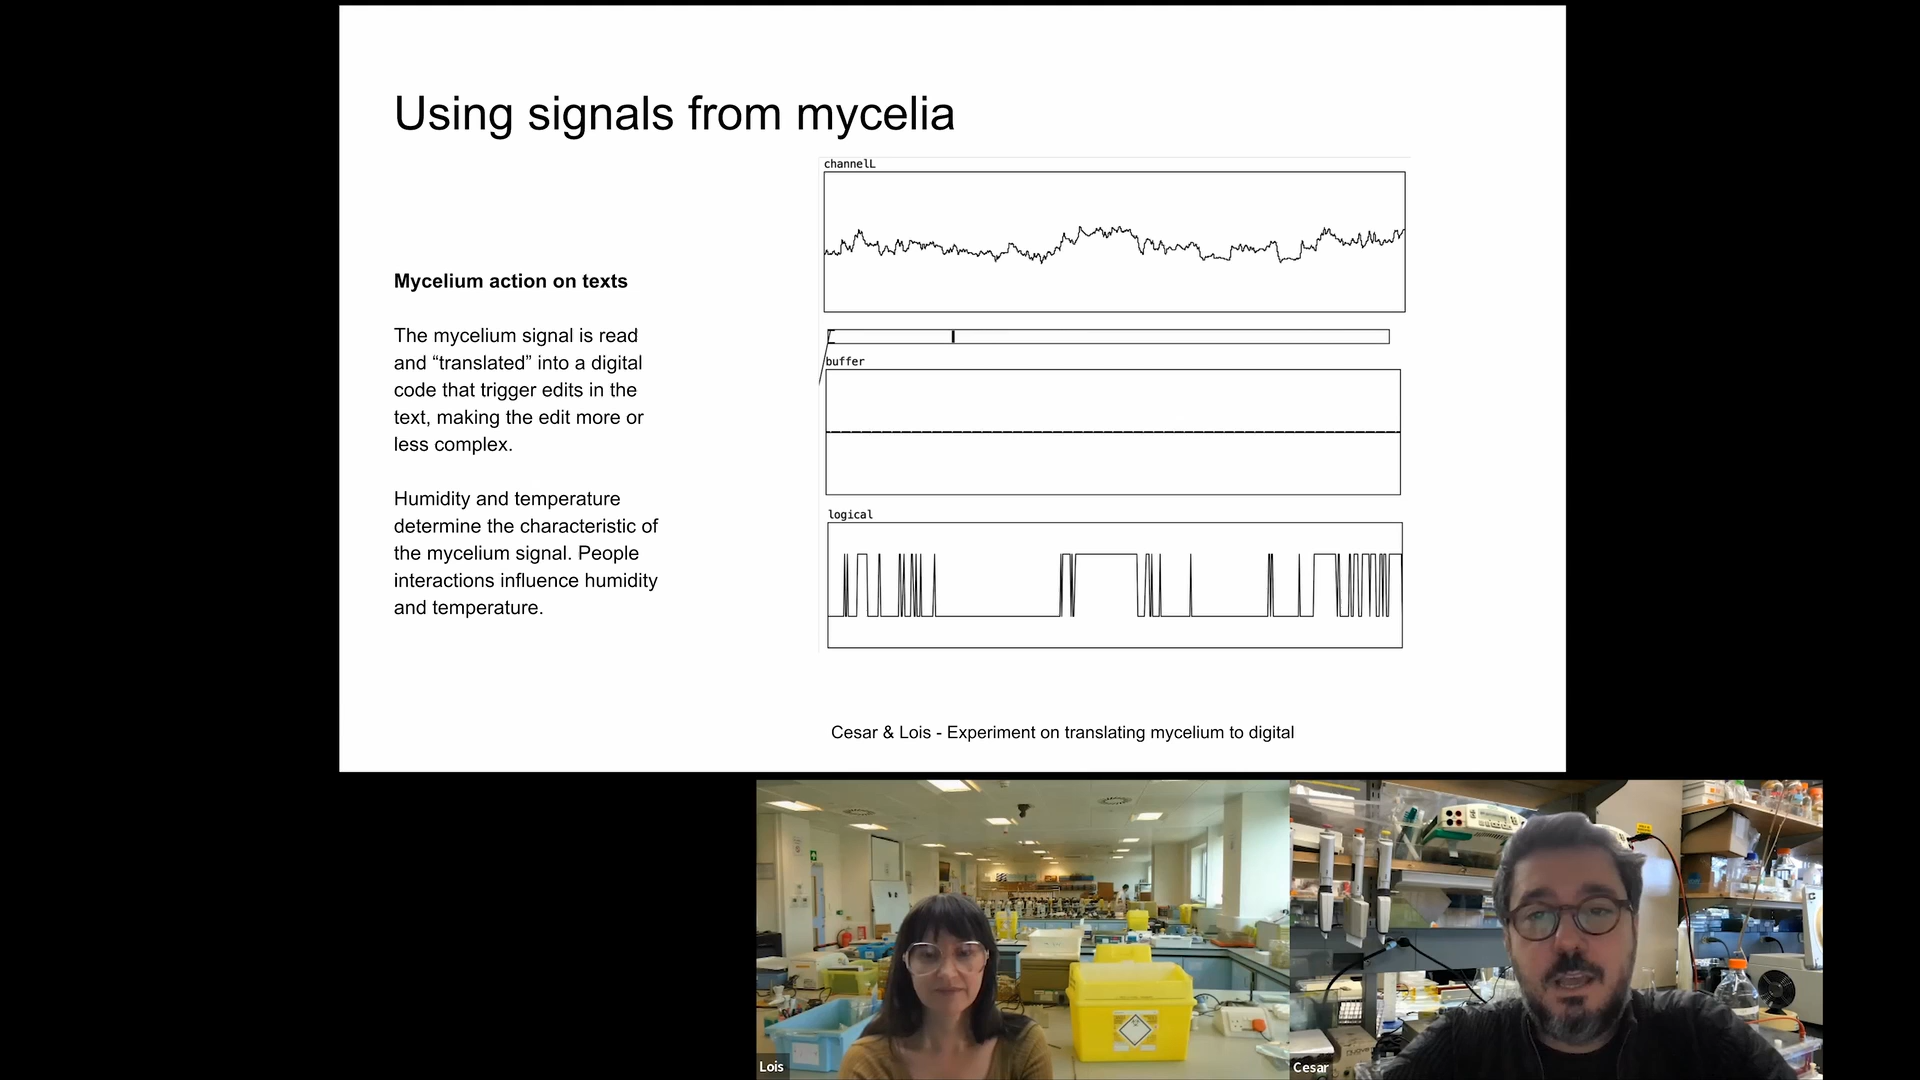 Using signals from mycelia
Mycelium action on texts
The mycelium signal is read
and “translated” into a digital
code that trigger edits in the
text, making the edit more or
less complex.
Humidity and temperature
determine the characteristic of
the mycelium signal. People
interactions influence humidity
and temperature.
channelL
buffer
logical
Cesar & Lois - Experiment on translating mycelium to digital
Lois
Cesar